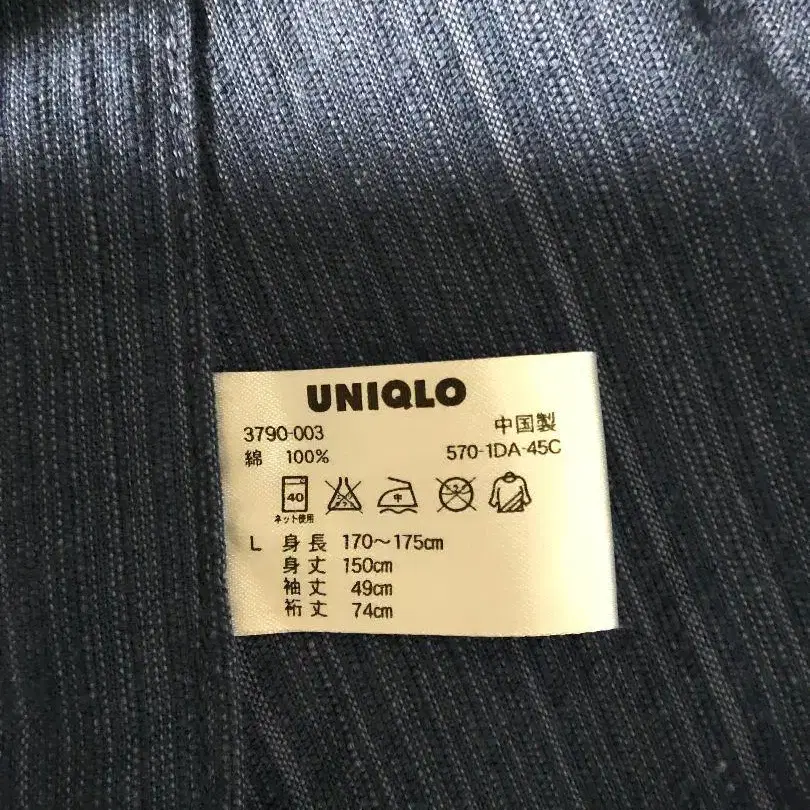 UNIQLO
3790-003 中国製
綿 100% 570-1DA-45C
40 中
ネット使用
L 身長 170～175㎝
身丈 150㎝
袖丈 49㎝
裄丈 74㎝